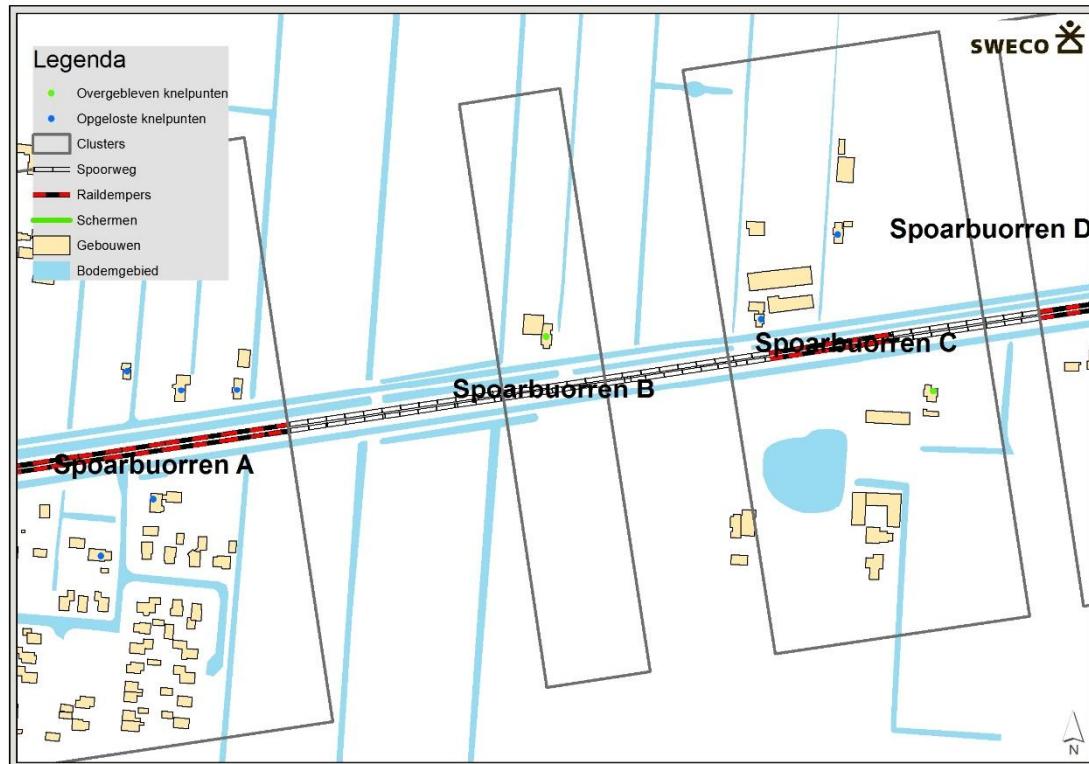 SWECO
Legenda
Overgebleven knelpunten
Opgeloste knelpunten
Clusters
Spoorweg
Raildempers
Schermen
Gebouwen
Bodemgebied
Spoarbuorren D
Spoarbuorren C
Spoarbuorren B
Spoarbuorren A
N